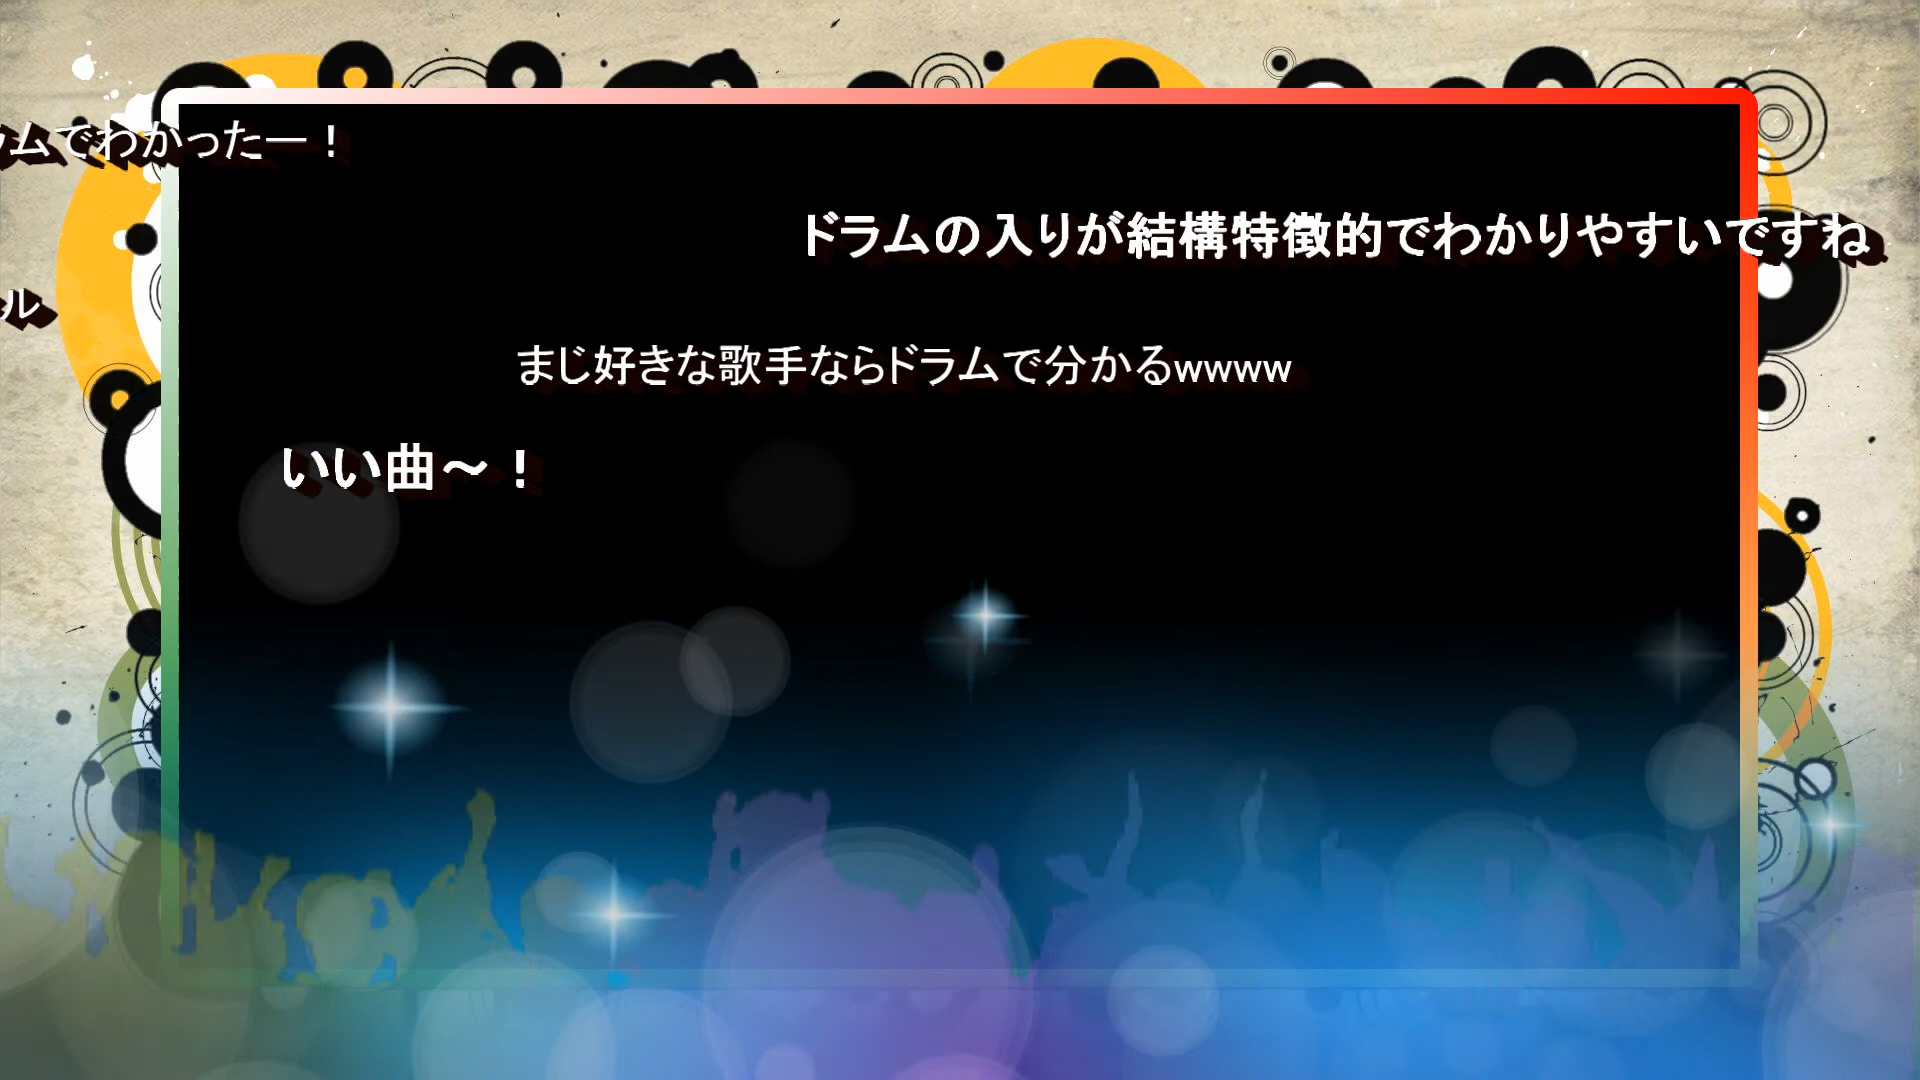 ラムでわかったー！
ドラムの入りが結構特徴的でわかりやすいですね
ル
まじ好きな歌手ならドラムで分かるwwww
いい曲～！